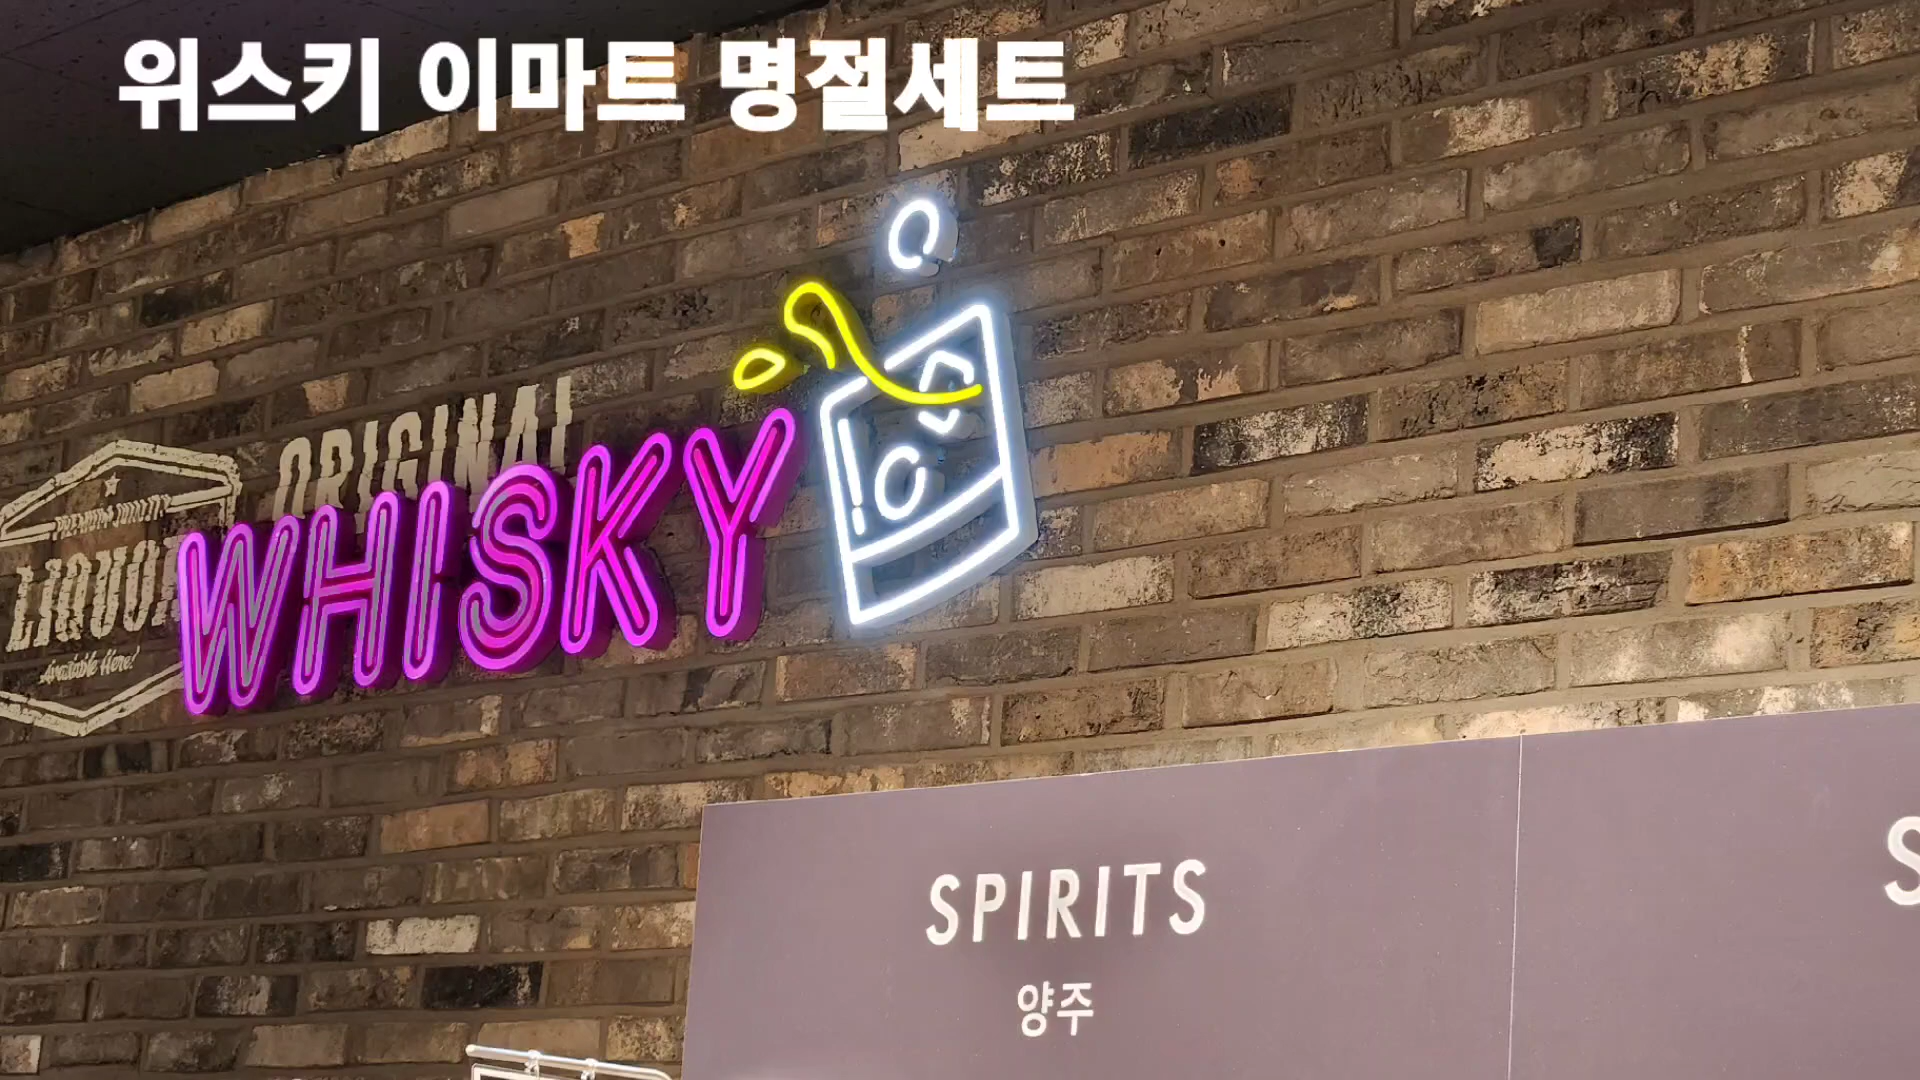 위스키 이마트 명절세트
ORIGINAL
PREMIUM QUALITY
LIQUOR
Available Here!
WHISKY
SPIRITS
양주
S